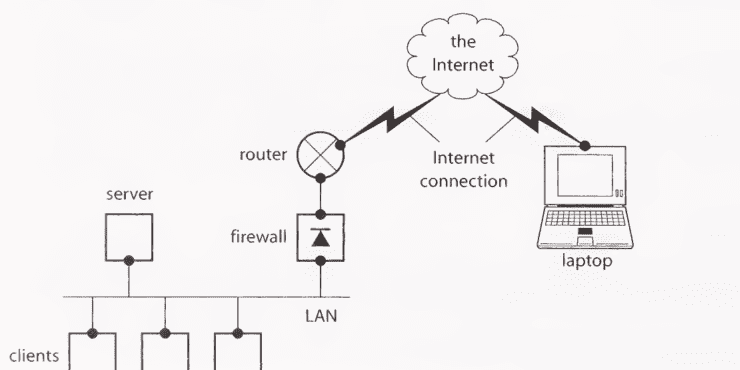 the
Internet
router
Internet
connection
server
firewall
laptop
LAN
clients